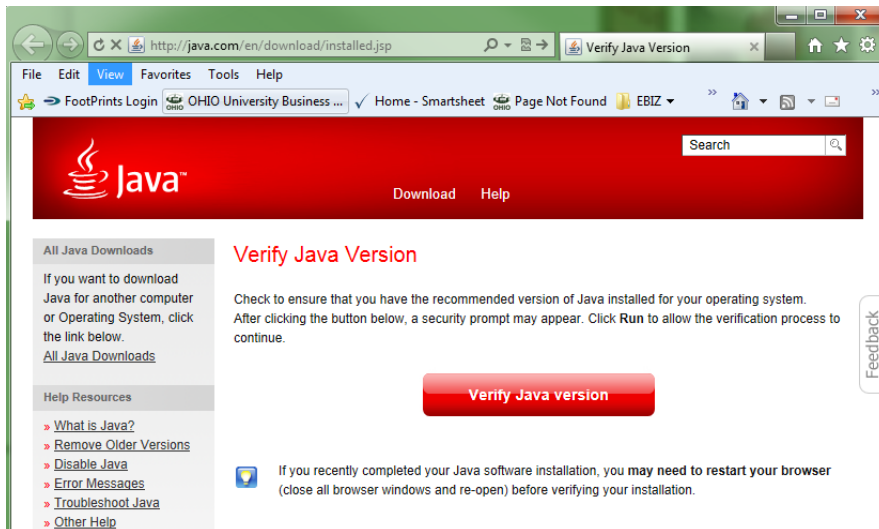 http://java.com/en/download/installed.jsp
Verify Java Version
File Edit View Favorites Tools Help
FootPrints Login OHIO University Business ... Home - Smartsheet Page Not Found EBIZ
Java™
Search
Download Help
All Java Downloads
If you want to download
Java for another computer
or Operating System, click
the link below.
All Java Downloads
Help Resources
» What is Java?
» Remove Older Versions
» Disable Java
» Error Messages
» Troubleshoot Java
» Other Help
Verify Java Version
Check to ensure that you have the recommended version of Java installed for your operating system.
After clicking the button below, a security prompt may appear. Click Run to allow the verification process to
continue.
Verify Java version
If you recently completed your Java software installation, you may need to restart your browser
(close all browser windows and re-open) before verifying your installation.
Feedback